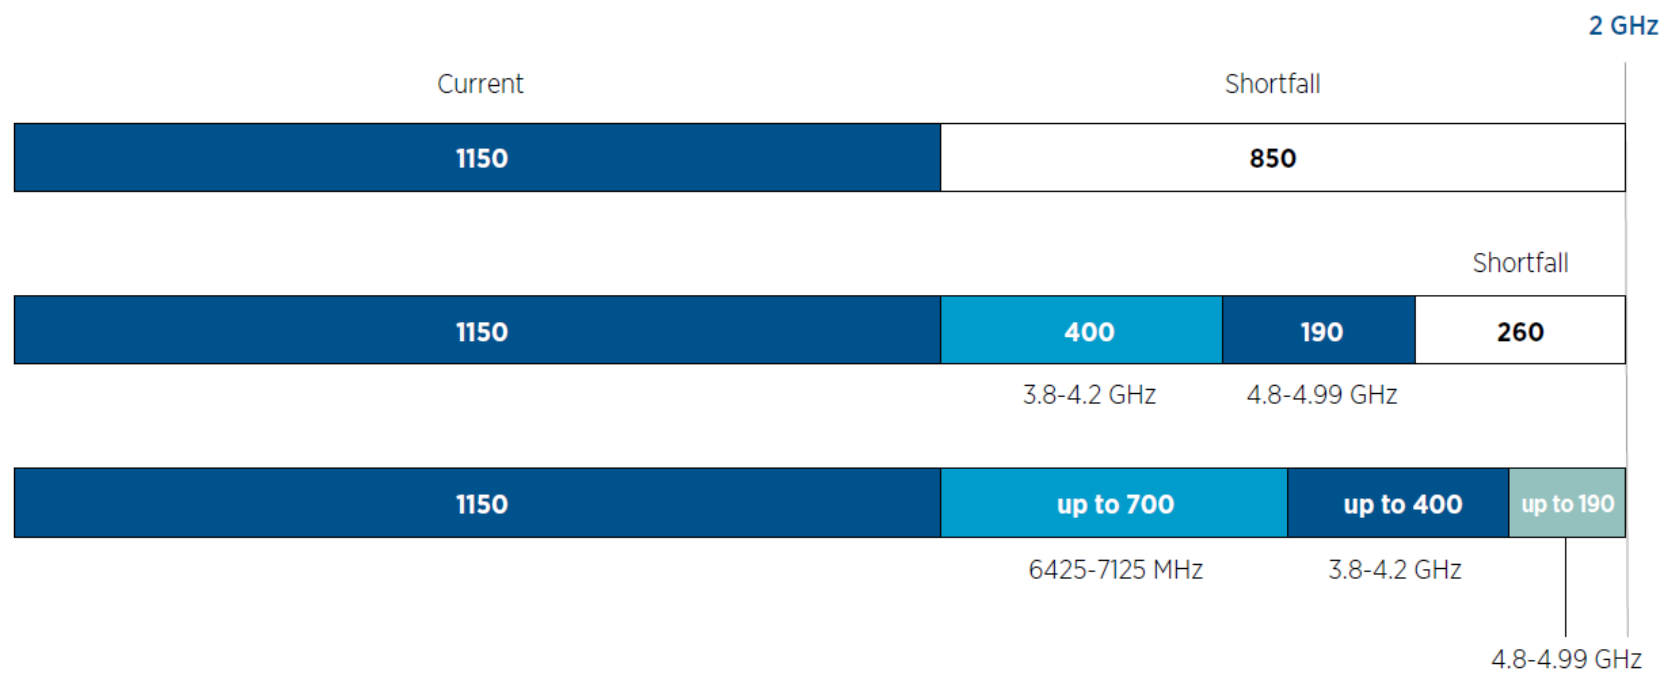 2 GHz
Current Shortfall
1150 850
Shortfall
1150 400 190 260
3.8-4.2 GHz 4.8-4.99 GHz
1150 up to 700 up to 400 up to 190
6425-7125 MHz 3.8-4.2 GHz
4.8-4.99 GHz